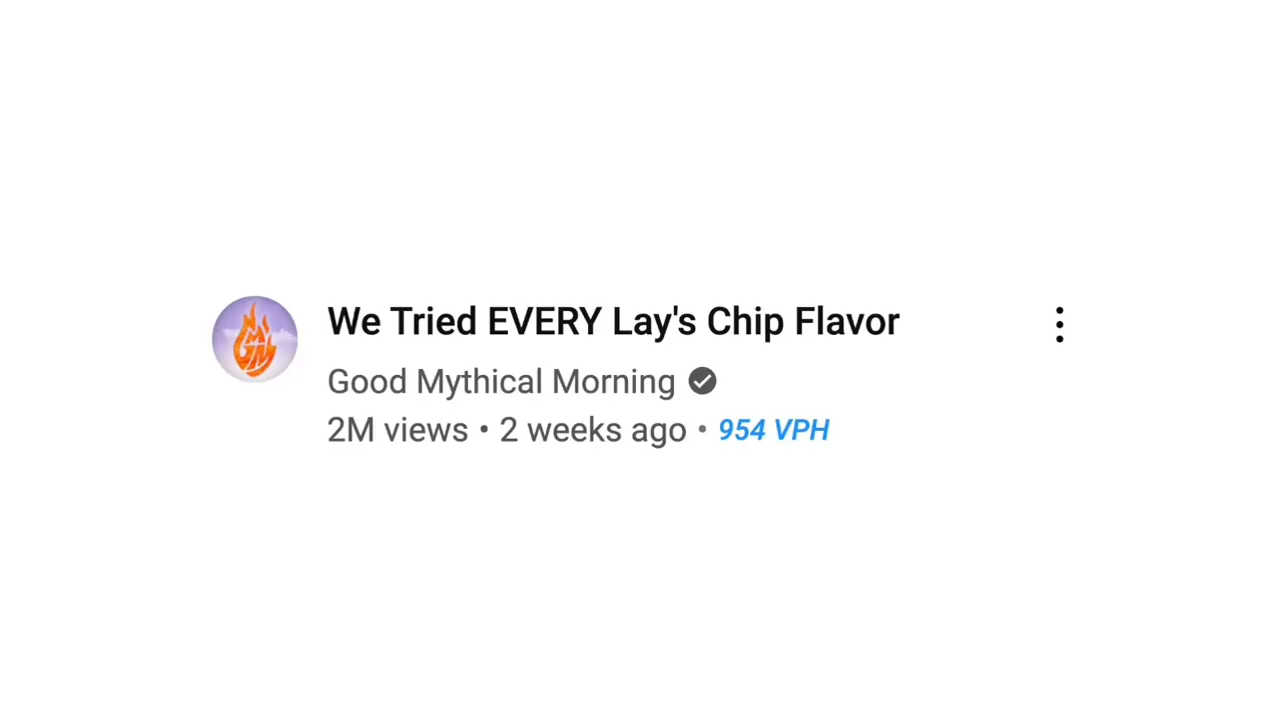 We Tried EVERY Lay's Chip Flavor
Good Mythical Morning
2M views • 2 weeks ago • 954 VPH